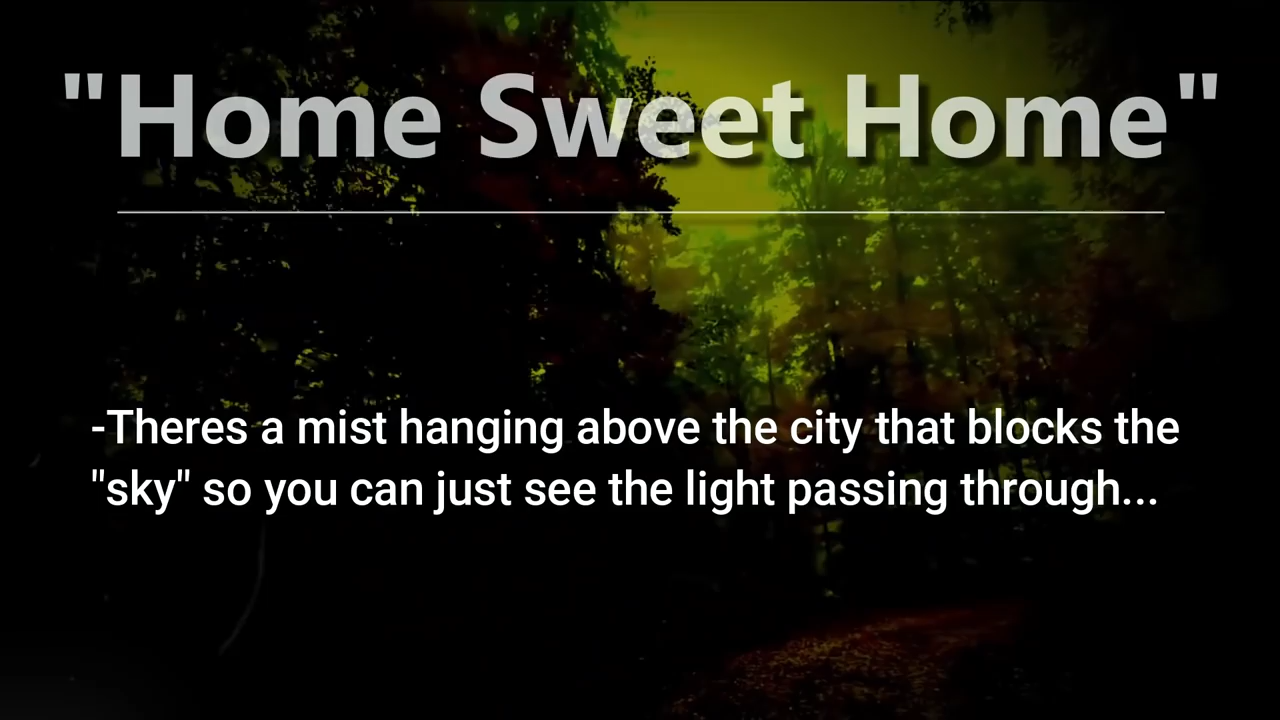 "Home Sweet Home"
-Theres a mist hanging above the city that blocks the
"sky" so you can just see the light passing through...